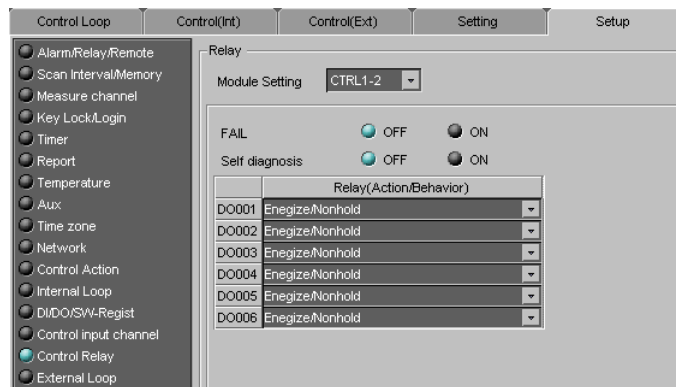 Control Loop
Control(Int)
Control(Ext)
Setting
Setup
Alarm/Relay/Remote
Scan Interval/Memory
Measure channel
Key Lock/Login
Timer
Report
Temperature
Aux
Time zone
Network
Control Action
Internal Loop
DI/DO/SW-Regist
Control input channel
Control Relay
External Loop
Relay
Module Setting CTRL1-2
FAIL OFF ON
Self diagnosis OFF ON
Relay(Action/Behavior)
DO001 Enegize/Nonhold
DO002 Enegize/Nonhold
DO003 Enegize/Nonhold
DO004 Enegize/Nonhold
DO005 Enegize/Nonhold
DO006 Enegize/Nonhold